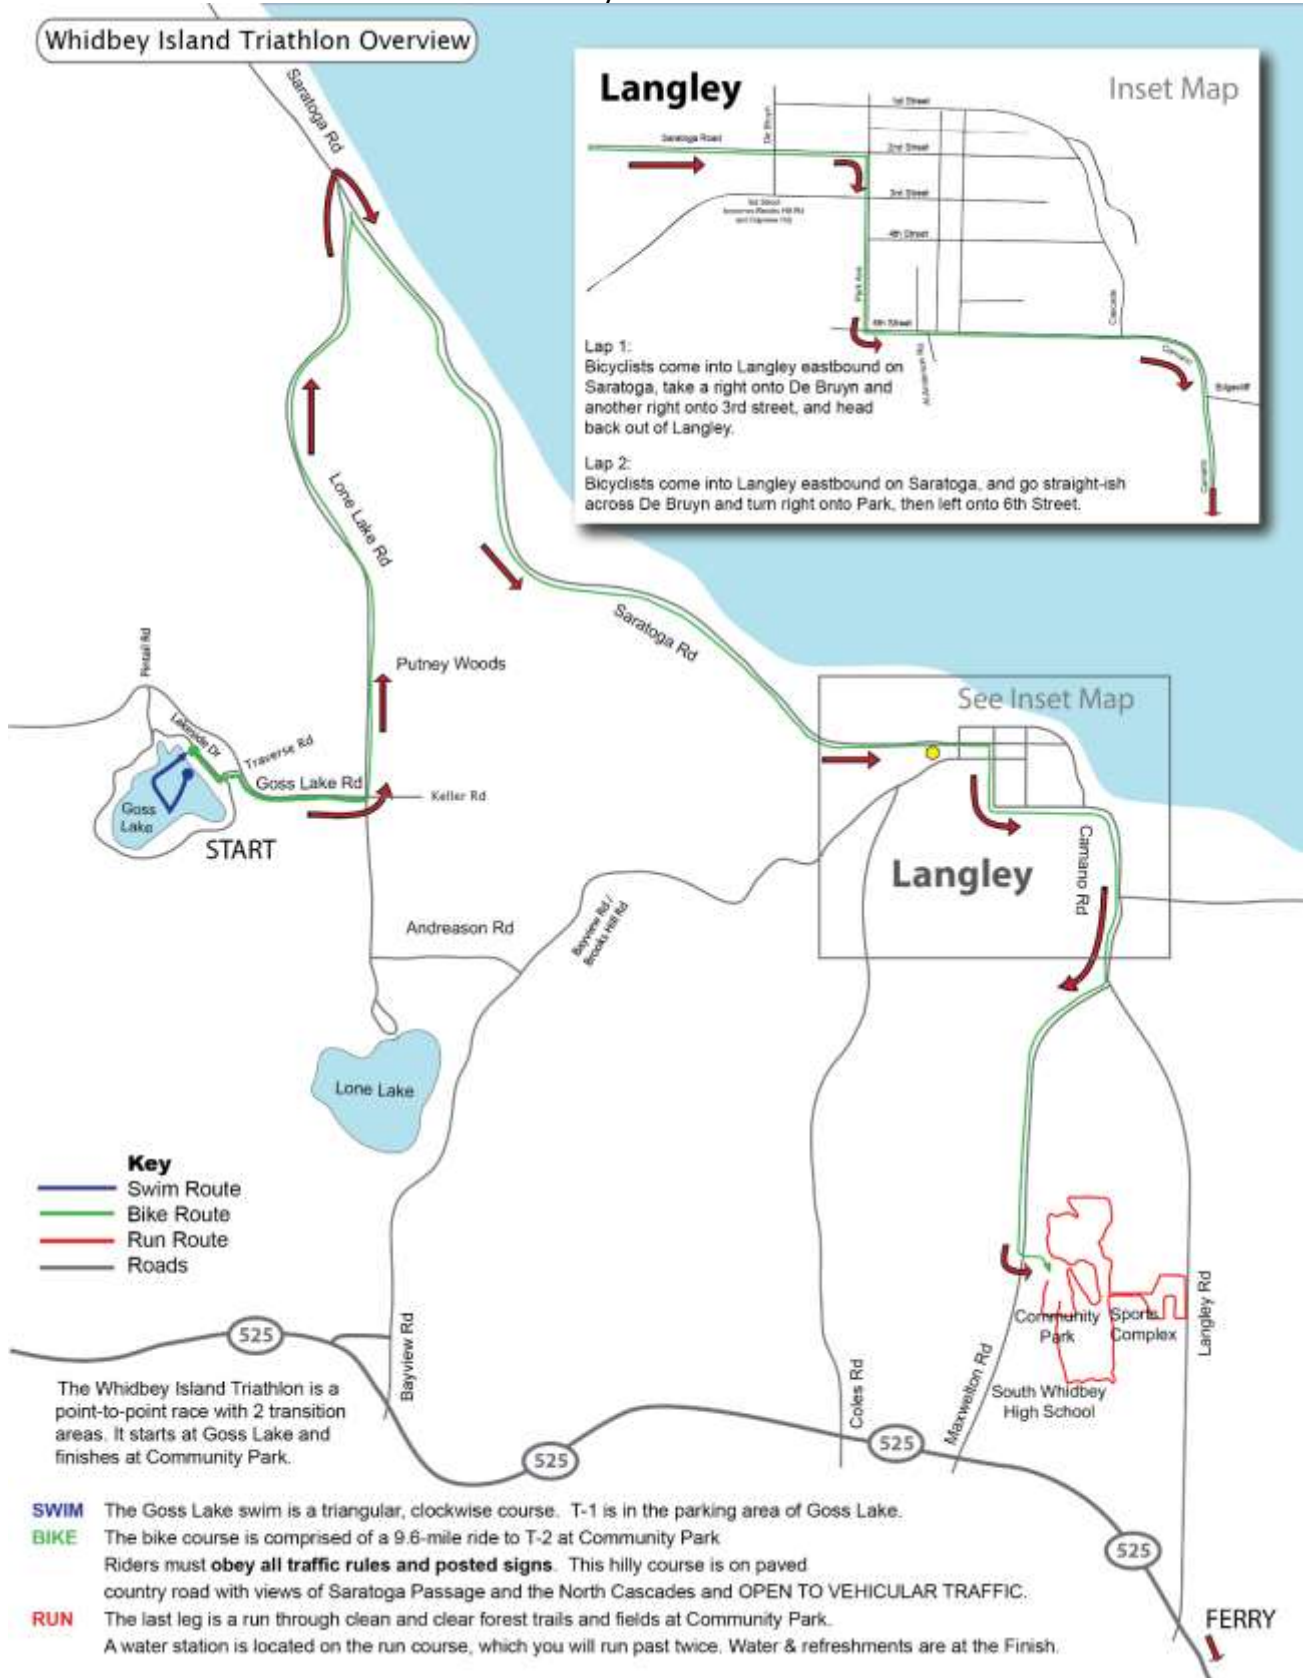 Whidbey Island Triathlon Overview
Saratoga Rd
Langley
Inset Map
1st Street
De Bruyn
Saratoga Road
2nd Street
3rd Street
3rd Street
becomes Brooks Hill Rd
and Bayview Rd
4th Street
Park Ave
6th Street
Al Anderson Rd
Cascade
Camano
Edgecliff
Camano
Lap 1:
Bicyclists come into Langley eastbound on
Saratoga, take a right onto De Bruyn and
another right onto 3rd street, and head
back out of Langley.
Lap 2:
Bicyclists come into Langley eastbound on Saratoga, and go straight-ish
across De Bruyn and turn right onto Park, then left onto 6th Street.
Lone Lake Rd
Saratoga Rd
Pintail Rd
Putney Woods
See Inset Map
Lakeside Dr
Traverse Rd
Goss Lake Rd
Keller Rd
Goss
Lake
START
Camano Rd
Langley
Andreason Rd
Bayview Rd /
Brooks Hill Rd
Lone Lake
Key
Swim Route
Bike Route
Run Route
Roads
Community
Park
Sports
Complex
Langley Rd
525
Bayview Rd
South Whidbey
High School
Coles Rd
Maxwelton Rd
525
525
525
The Whidbey Island Triathlon is a
point-to-point race with 2 transition
areas. It starts at Goss Lake and
finishes at Community Park.
SWIM The Goss Lake swim is a triangular, clockwise course. T-1 is in the parking area of Goss Lake.
BIKE The bike course is comprised of a 9.6-mile ride to T-2 at Community Park
Riders must obey all traffic rules and posted signs. This hilly course is on paved
country road with views of Saratoga Passage and the North Cascades and OPEN TO VEHICULAR TRAFFIC.
RUN The last leg is a run through clean and clear forest trails and fields at Community Park.
A water station is located on the run course, which you will run past twice. Water & refreshments are at the Finish.
FERRY